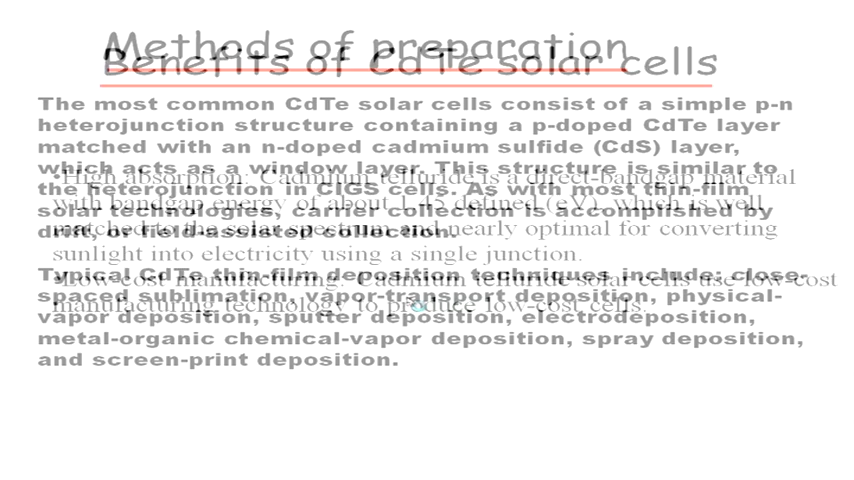 Methods of preparation
The most common CdTe solar cells consist of a simple p-n
heterojunction structure containing a p-doped CdTe layer
matched with an n-doped cadmium sulfide (CdS) layer,
which acts as a window layer. This structure is similar to
the heterojunction in CIGS cells. As with most thin-film
solar technologies, carrier collection is accomplished by
drift, or field-assisted collection.
Typical CdTe thin-film deposition techniques include: close-
spaced sublimation, vapor-transport deposition, physical-
vapor deposition, sputter deposition, electrodeposition,
metal-organic chemical-vapor deposition, spray deposition,
and screen-print deposition.
Benefits of CdTe solar cells
•High absorption: Cadmium telluride is a direct-bandgap material
with bandgap energy of about 1.45 defined (eV), which is well
matched to the solar spectrum and nearly optimal for converting
sunlight into electricity using a single junction.
•Low-cost manufacturing: Cadmium telluride solar cells use low-cost
manufacturing technology to produce low-cost cells.